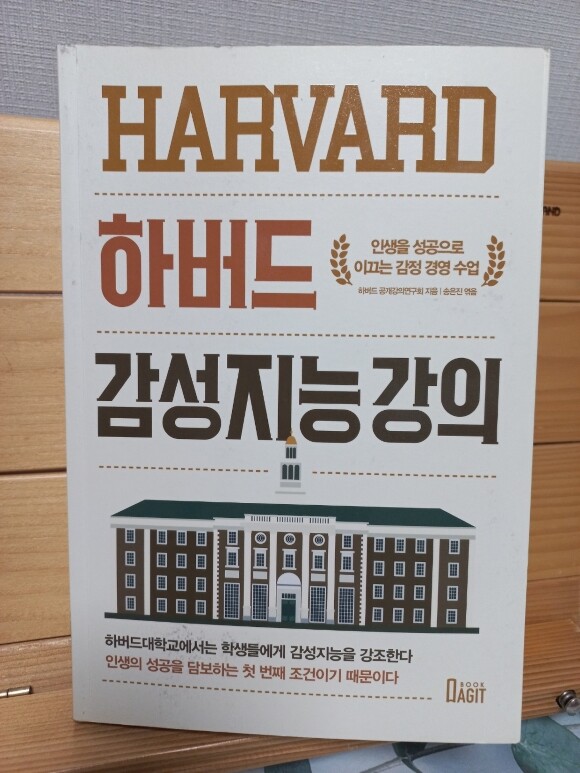 HARVARD
하버드
인생을 성공으로
이끄는 감정 경영 수업
하버드 공개강의연구회 지음 | 송은진 엮음
감성지능강의
하버드대학교에서는 학생들에게 감성지능을 강조한다
인생의 성공을 담보하는 첫 번째 조건이기 때문이다
BOOK
AGIT